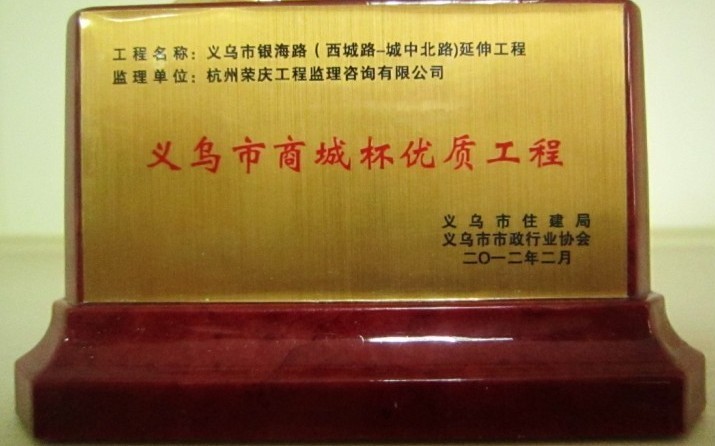 工程名称：义乌市银海路（西城路-城中北路)延伸工程
监理单位：杭州荣庆工程监理咨询有限公司
义乌市商城杯优质工程
义乌市住建局
义乌市市政行业协会
二〇一二年二月